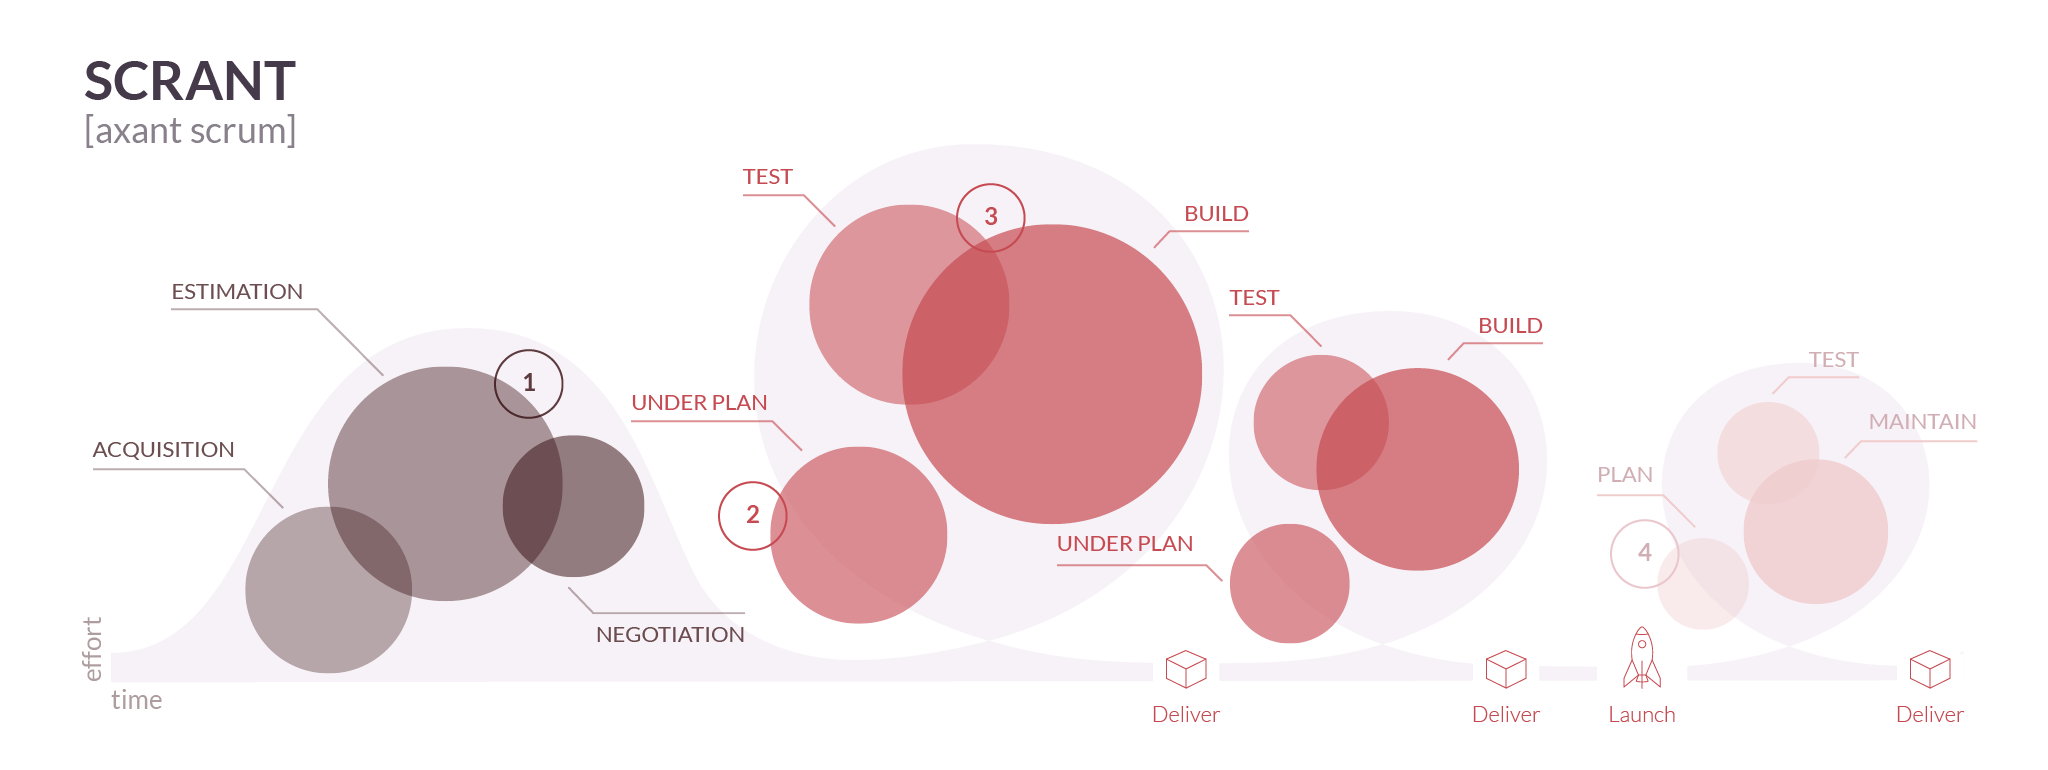 SCRANT
[axant scrum]
ESTIMATION
1
ACQUISITION
NEGOTIATION
effort
time
TEST
3
BUILD
UNDER PLAN
2
TEST
BUILD
UNDER PLAN
TEST
MAINTAIN
PLAN
4
Deliver
Deliver
Launch
Deliver